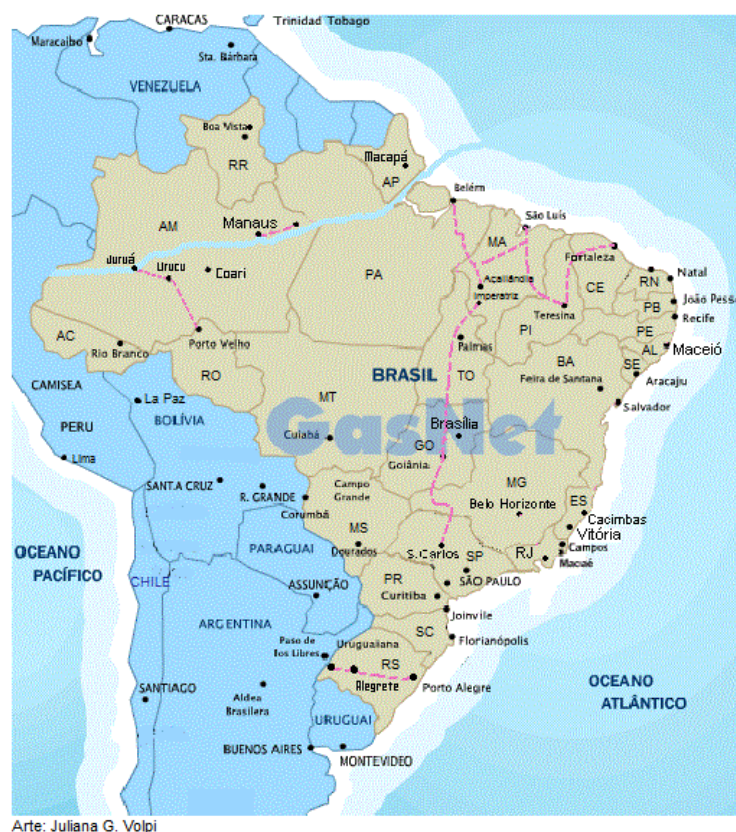 CARACAS
Trinidad Tobago
Maracaibo
Sta. Bárbara
VENEZUELA
Boa Vista
RR
Macapá
AP
Belém
São Luís
AM
Manaus
MA
Fortaleza
Juruá
Urucu
Coari
PA
Açailândia
Imperatriz
CE
RN
Natal
Teresina
PB
João Pesso
PI
PE
Recife
AC
Rio Branco
Porto Velho
Palmas
AL
Maceió
RO
BRASIL
TO
BA
SE
CAMISEA
Feira de Santana
Aracaju
La Paz
MT
Salvador
BOLÍVIA
GasNet
PERU
Cuiabá
Brasília
GO
Lima
Goiânia
SANT.A CRUZ
R. GRANDE
Campo
Grande
MG
Belo Horizonte
ES
Corumbá
Cacimbas
MS
Vitória
OCEANO
PACÍFICO
PARAGUAI
Dourados
S.Carlos
SP
RJ
Campos
Macaé
CHILE
ASSUNÇÃO
PR
SÃO PAULO
Curitiba
ARGENTINA
Joinvile
SC
Paso de
los Libres
Uruguaiana
Florianópolis
RS
Alegrete
Porto Alegre
OCEANO
ATLÂNTICO
SANTIAGO
Aldea
Brasilera
URUGUAI
BUENOS AIRES
MONTEVIDEO
Arte: Juliana G. Volpi